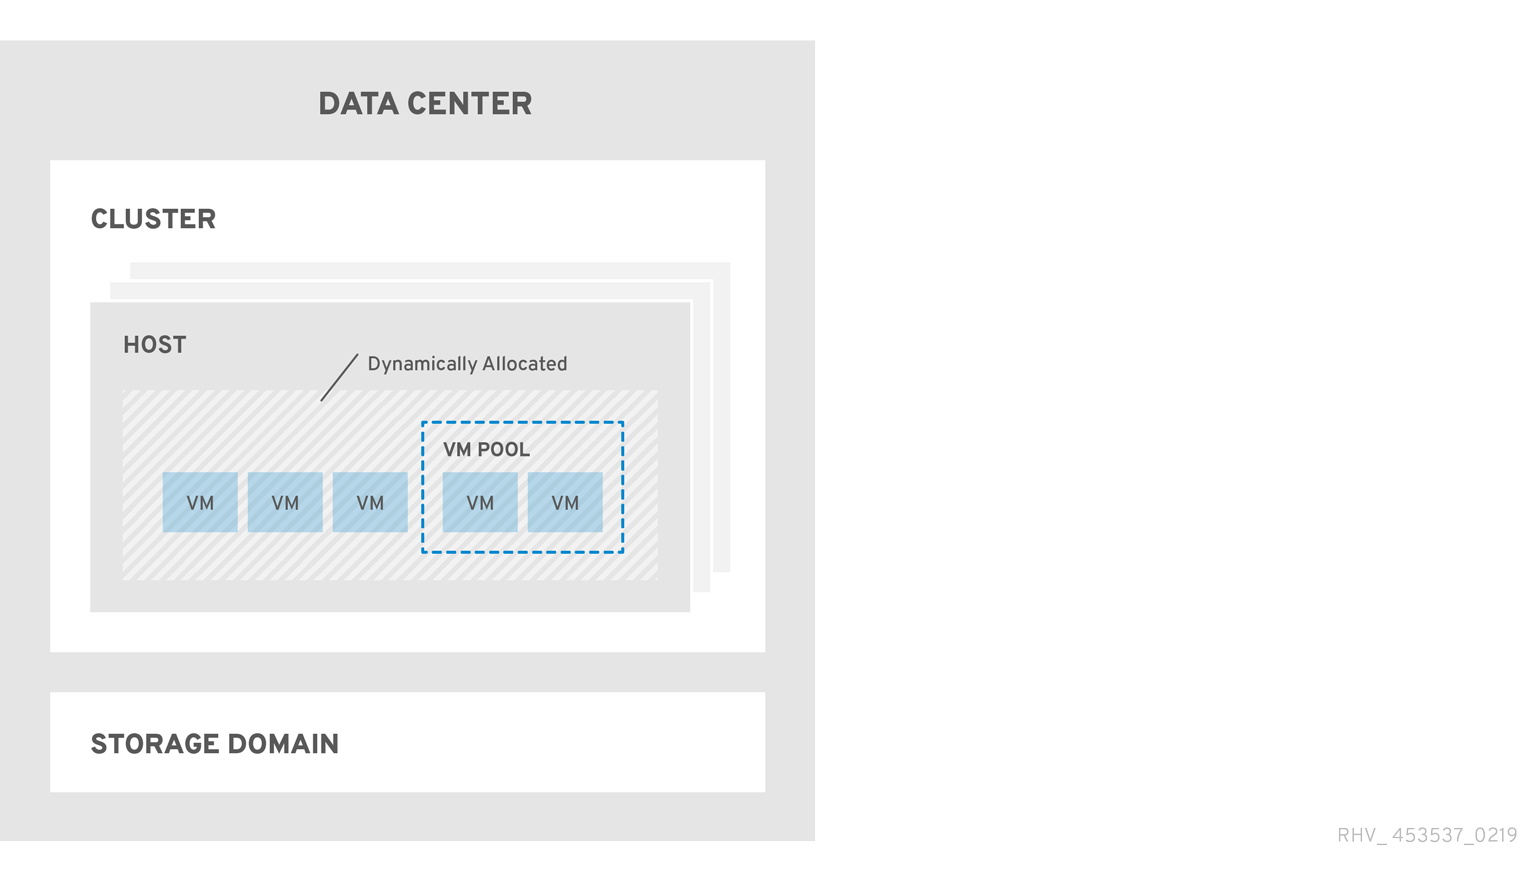 DATA CENTER
CLUSTER
HOST
Dynamically Allocated
VM POOL
VM VM VM VM VM
STORAGE DOMAIN
RHV_ 453537_0219